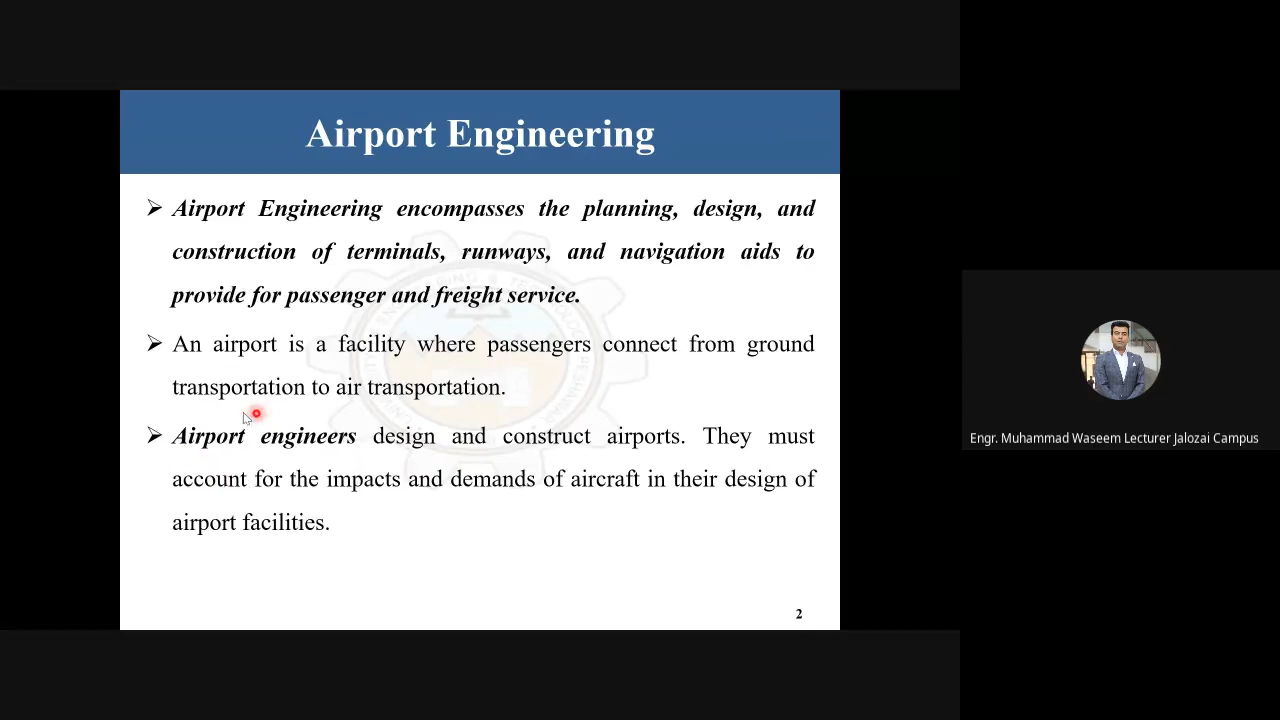 Airport Engineering
➢ Airport Engineering encompasses the planning, design, and
construction of terminals, runways, and navigation aids to
provide for passenger and freight service.
➢ An airport is a facility where passengers connect from ground
transportation to air transportation.
➢ Airport engineers design and construct airports. They must
account for the impacts and demands of aircraft in their design of
airport facilities.
2
Engr. Muhammad Waseem Lecturer Jalozai Campus